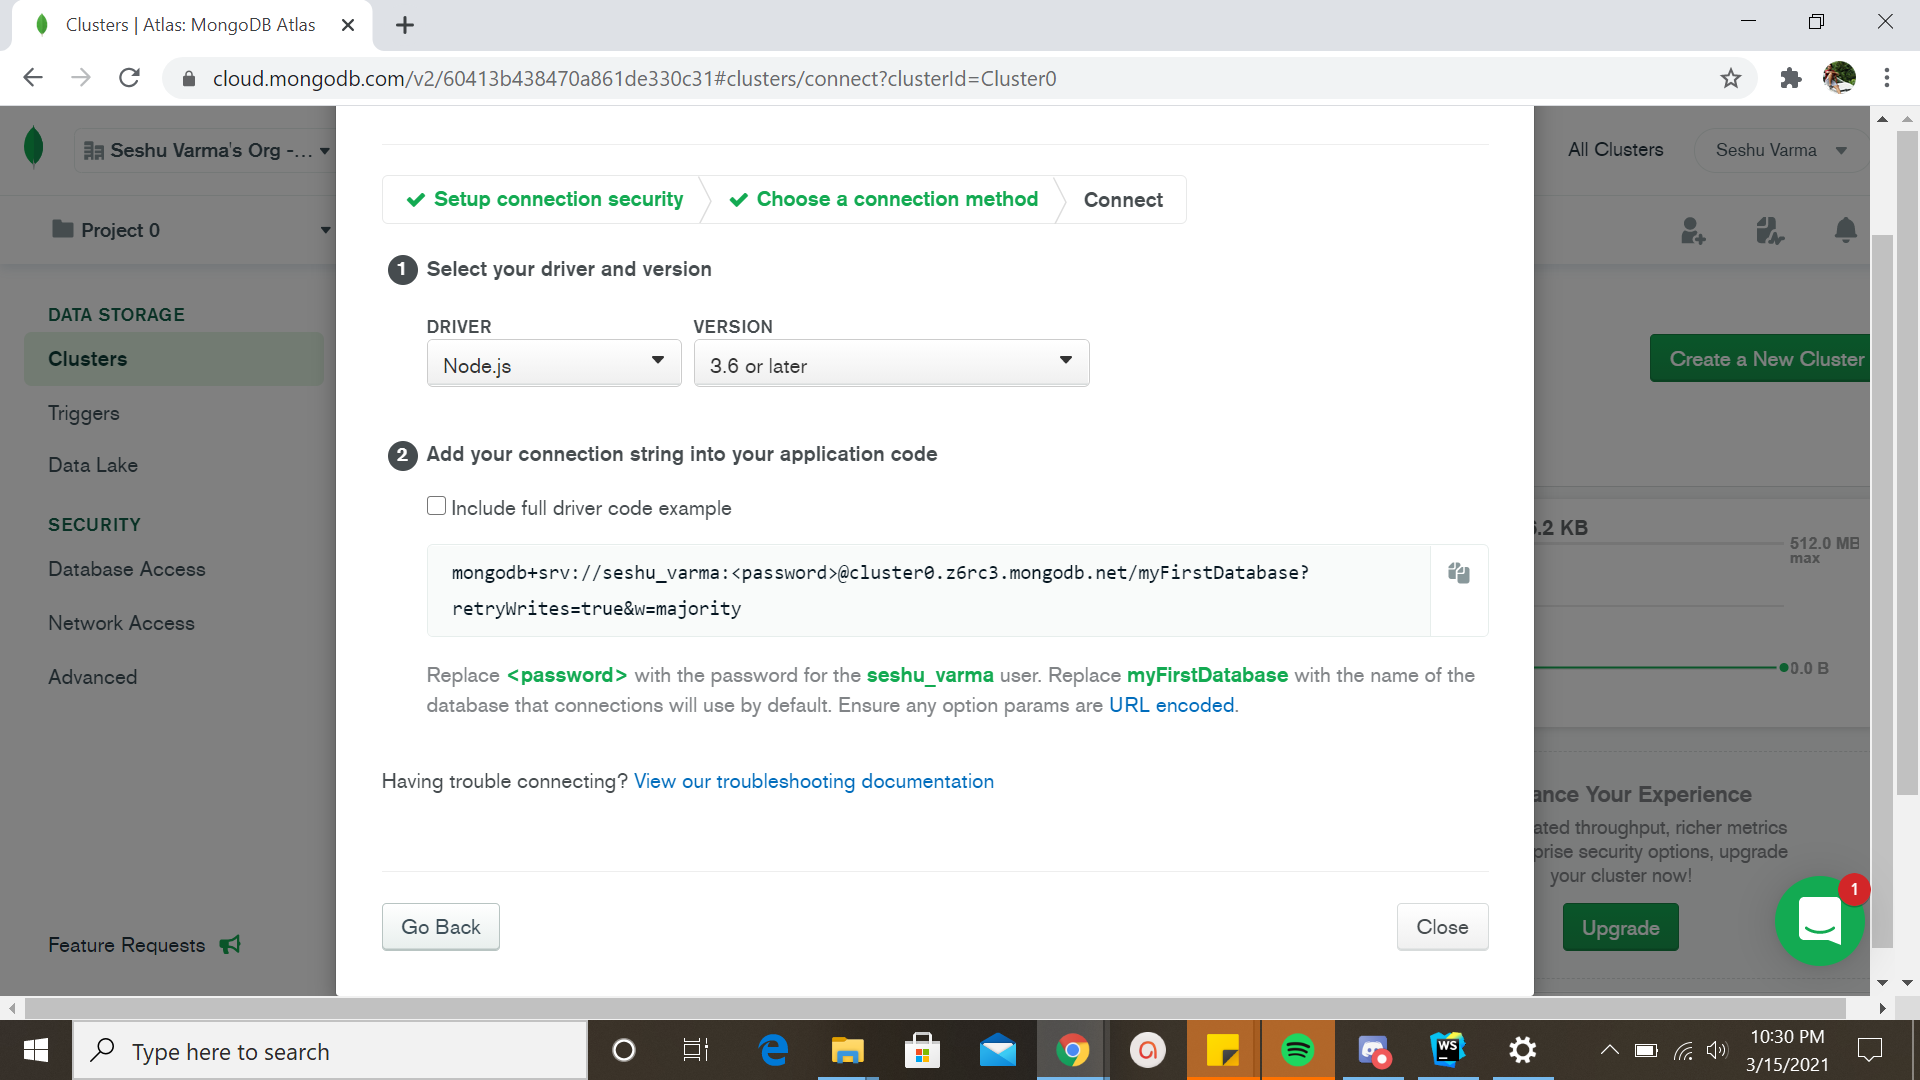 Clusters | Atlas: MongoDB Atlas
cloud.mongodb.com/v2/60413b438470a861de330c31#clusters/connect?clusterId=Cluster0
Seshu Varma's Org -...
All Clusters
Seshu Varma
Setup connection security
Choose a connection method
Connect
Project 0
1 Select your driver and version
DATA STORAGE
DRIVER
VERSION
Clusters
Node.js
3.6 or later
Create a New Cluster
Triggers
2 Add your connection string into your application code
Data Lake
Include full driver code example
SECURITY
.2 KB
512.0 MB
max
Database Access
mongodb+srv://seshu_varma:<password>@cluster0.z6rc3.mongodb.net/myFirstDatabase?
retryWrites=true&w=majority
Network Access
Advanced
Replace <password> with the password for the seshu_varma user. Replace myFirstDatabase with the name of the
database that connections will use by default. Ensure any option params are URL encoded.
0.0 B
Having trouble connecting? View our troubleshooting documentation
ance Your Experience
ated throughput, richer metrics
prise security options, upgrade
your cluster now!
1
Go Back
Close
Upgrade
Feature Requests
Type here to search
WS
10:30 PM
3/15/2021